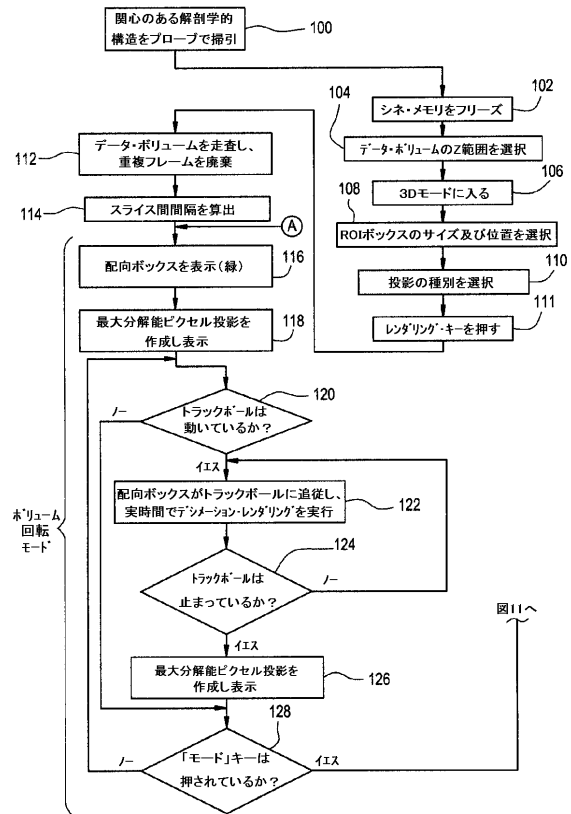 関心のある解剖学的
構造をプローブで掃引
100
シネ・メモリをフリーズ
102
104
データ・ボリュームのZ範囲を選択
3Dモードに入る
106
108
ROIボックスのサイズ及び位置を選択
投影の種別を選択
110
レンダリング・キーを押す
111
データ・ボリュームを走査し、
重複フレームを廃棄
112
スライス間間隔を算出
114
A
配向ボックスを表示(緑)
116
最大分解能ピクセル投影を
作成し表示
118
トラックボールは
動いているか?
120
ノー
イエス
配向ボックスがトラックボールに追従し、
実時間でデシメーション・レンダリングを実行
122
トラックボールは
止まっているか?
124
ノー
イエス
最大分解能ピクセル投影を
作成し表示
126
「モード」キーは
押されているか?
128
ノー
イエス
図11へ
ボリューム
回転
モード